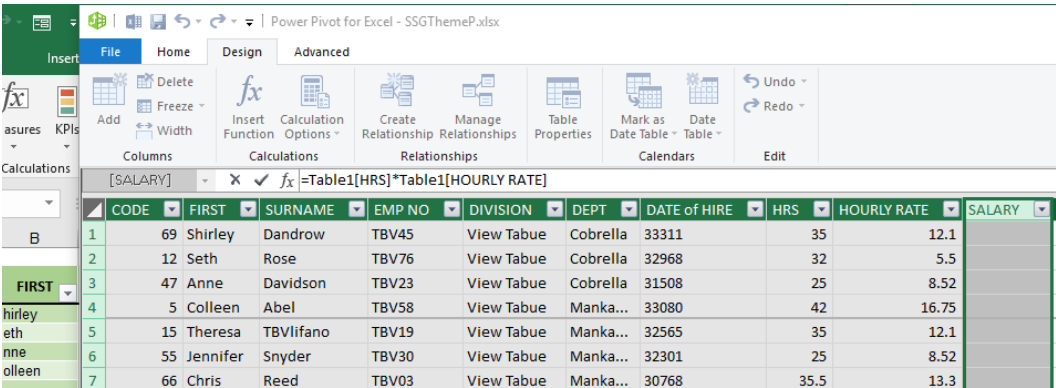 Power Pivot for Excel - SSGThemeP.xlsx
Insert File Home Design Advanced
Delete Undo
Freeze Redo
Add Width Insert Function Calculation Options Create Relationship Manage Relationships Table Properties Mark as Date Table Date Table
asures KPIs
Columns Calculations Relationships Calendars Edit
Calculations
[SALARY] fx =Table1[HRS]*Table1[HOURLY RATE]
CODE FIRST SURNAME EMP NO DIVISION DEPT DATE of HIRE HRS HOURLY RATE SALARY
B 1 69 Shirley Dandrow TBV45 View Tabue Cobrella 33311 35 12.1
2 12 Seth Rose TBV76 View Tabue Cobrella 32968 32 5.5
FIRST 3 47 Anne Davidson TBV23 View Tabue Cobrella 31508 25 8.52
hirley 4 5 Colleen Abel TBV58 View Tabue Manka... 33080 42 16.75
eth 5 15 Theresa TBVlifano TBV19 View Tabue Manka... 32565 35 12.1
nne 6 55 Jennifer Snyder TBV30 View Tabue Manka... 32301 25 8.52
olleen 7 66 Chris Reed TBV03 View Tabue Manka... 30768 35.5 13.3